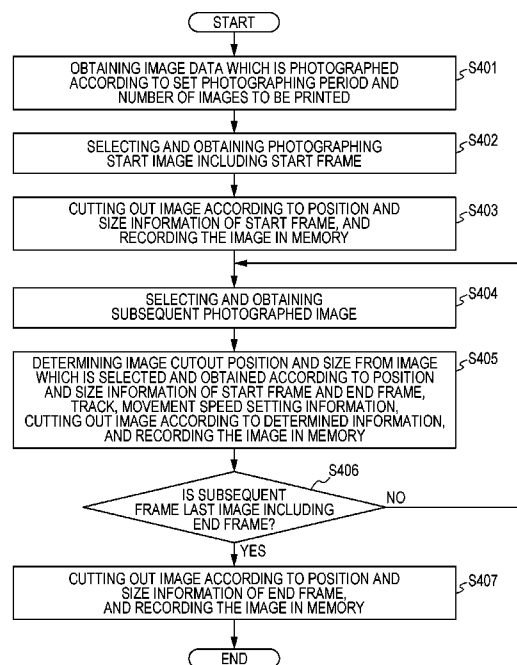 START
OBTAINING IMAGE DATA WHICH IS PHOTOGRAPHED
ACCORDING TO SET PHOTOGRAPHING PERIOD AND
NUMBER OF IMAGES TO BE PRINTED
S401
SELECTING AND OBTAINING PHOTOGRAPHING
START IMAGE INCLUDING START FRAME
S402
CUTTING OUT IMAGE ACCORDING TO POSITION AND
SIZE INFORMATION OF START FRAME, AND
RECORDING THE IMAGE IN MEMORY
S403
SELECTING AND OBTAINING
SUBSEQUENT PHOTOGRAPHED IMAGE
S404
DETERMINING IMAGE CUTOUT POSITION AND SIZE FROM IMAGE
WHICH IS SELECTED AND OBTAINED ACCORDING TO POSITION
AND SIZE INFORMATION OF START FRAME AND END FRAME,
TRACK, MOVEMENT SPEED SETTING INFORMATION,
CUTTING OUT IMAGE ACCORDING TO DETERMINED INFORMATION,
AND RECORDING THE IMAGE IN MEMORY
S405
S406
IS SUBSEQUENT
FRAME LAST IMAGE INCLUDING
END FRAME?
NO
YES
CUTTING OUT IMAGE ACCORDING TO POSITION AND
SIZE INFORMATION OF END FRAME,
AND RECORDING THE IMAGE IN MEMORY
S407
END